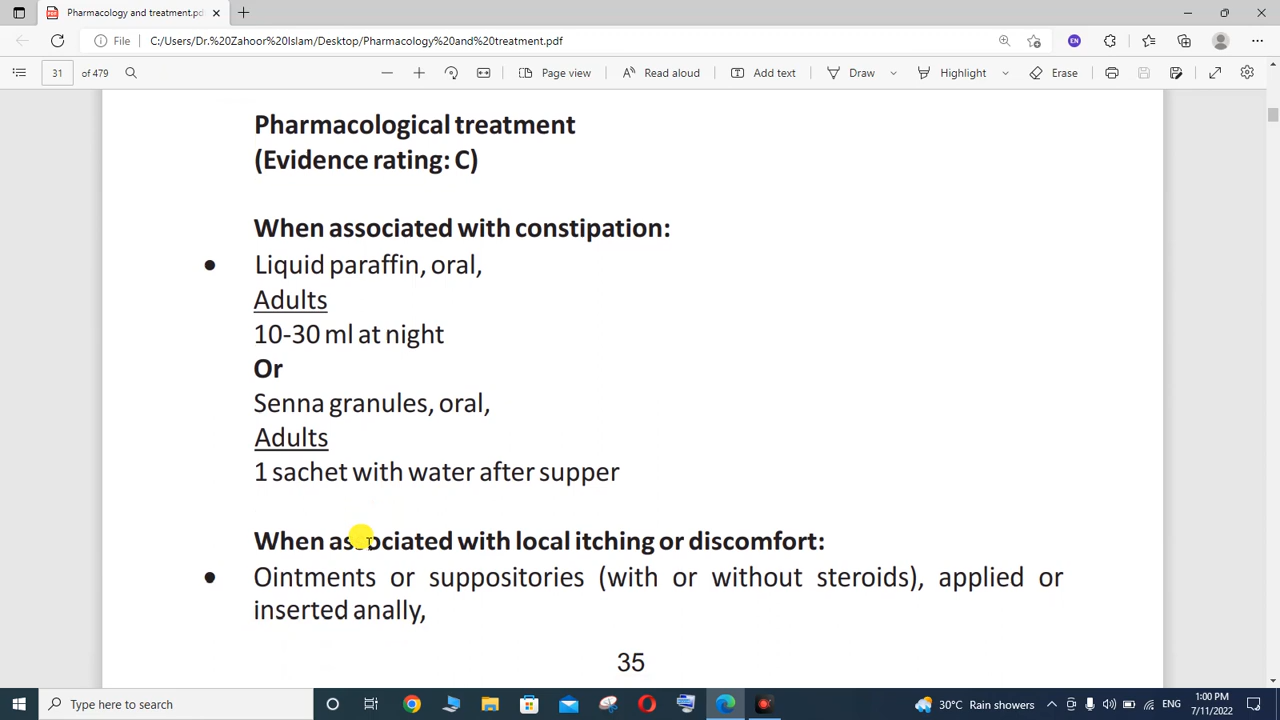 Pharmacology and treatment.pd
File
C:/Users/Dr.%20Zahoor%20Islam/Desktop/Pharmacology%20and%20treatment.pdf
EN
31 of 479
Page view
Read aloud
Add text
Draw
Highlight
Erase
Pharmacological treatment
(Evidence rating: C)
When associated with constipation:
• Liquid paraffin, oral,
Adults
10-30 ml at night
Or
Senna granules, oral,
Adults
1 sachet with water after supper
When associated with local itching or discomfort:
• Ointments or suppositories (with or without steroids), applied or
inserted anally,
35
Type here to search
30°C Rain showers
ENG
1:00 PM
7/11/2022